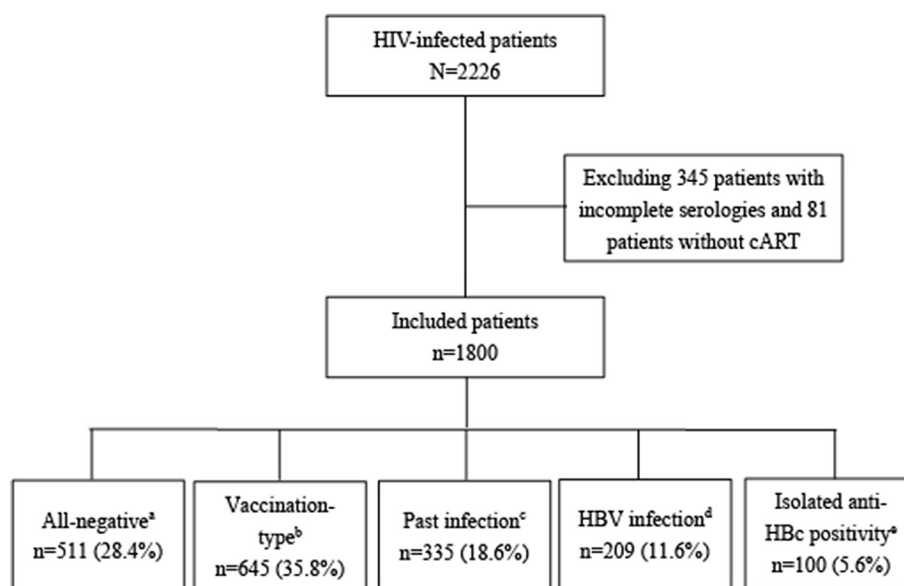 HIV-infected patients
N=2226
Excluding 345 patients with
incomplete serologies and 81
patients without cART
Included patients
n=1800
All-negativeᵃ
n=511 (28.4%)
Vaccination-
typeᵇ
n=645 (35.8%)
Past infectionᶜ
n=335 (18.6%)
HBV infectionᵈ
n=209 (11.6%)
Isolated anti-
HBc positivityᵉ
n=100 (5.6%)